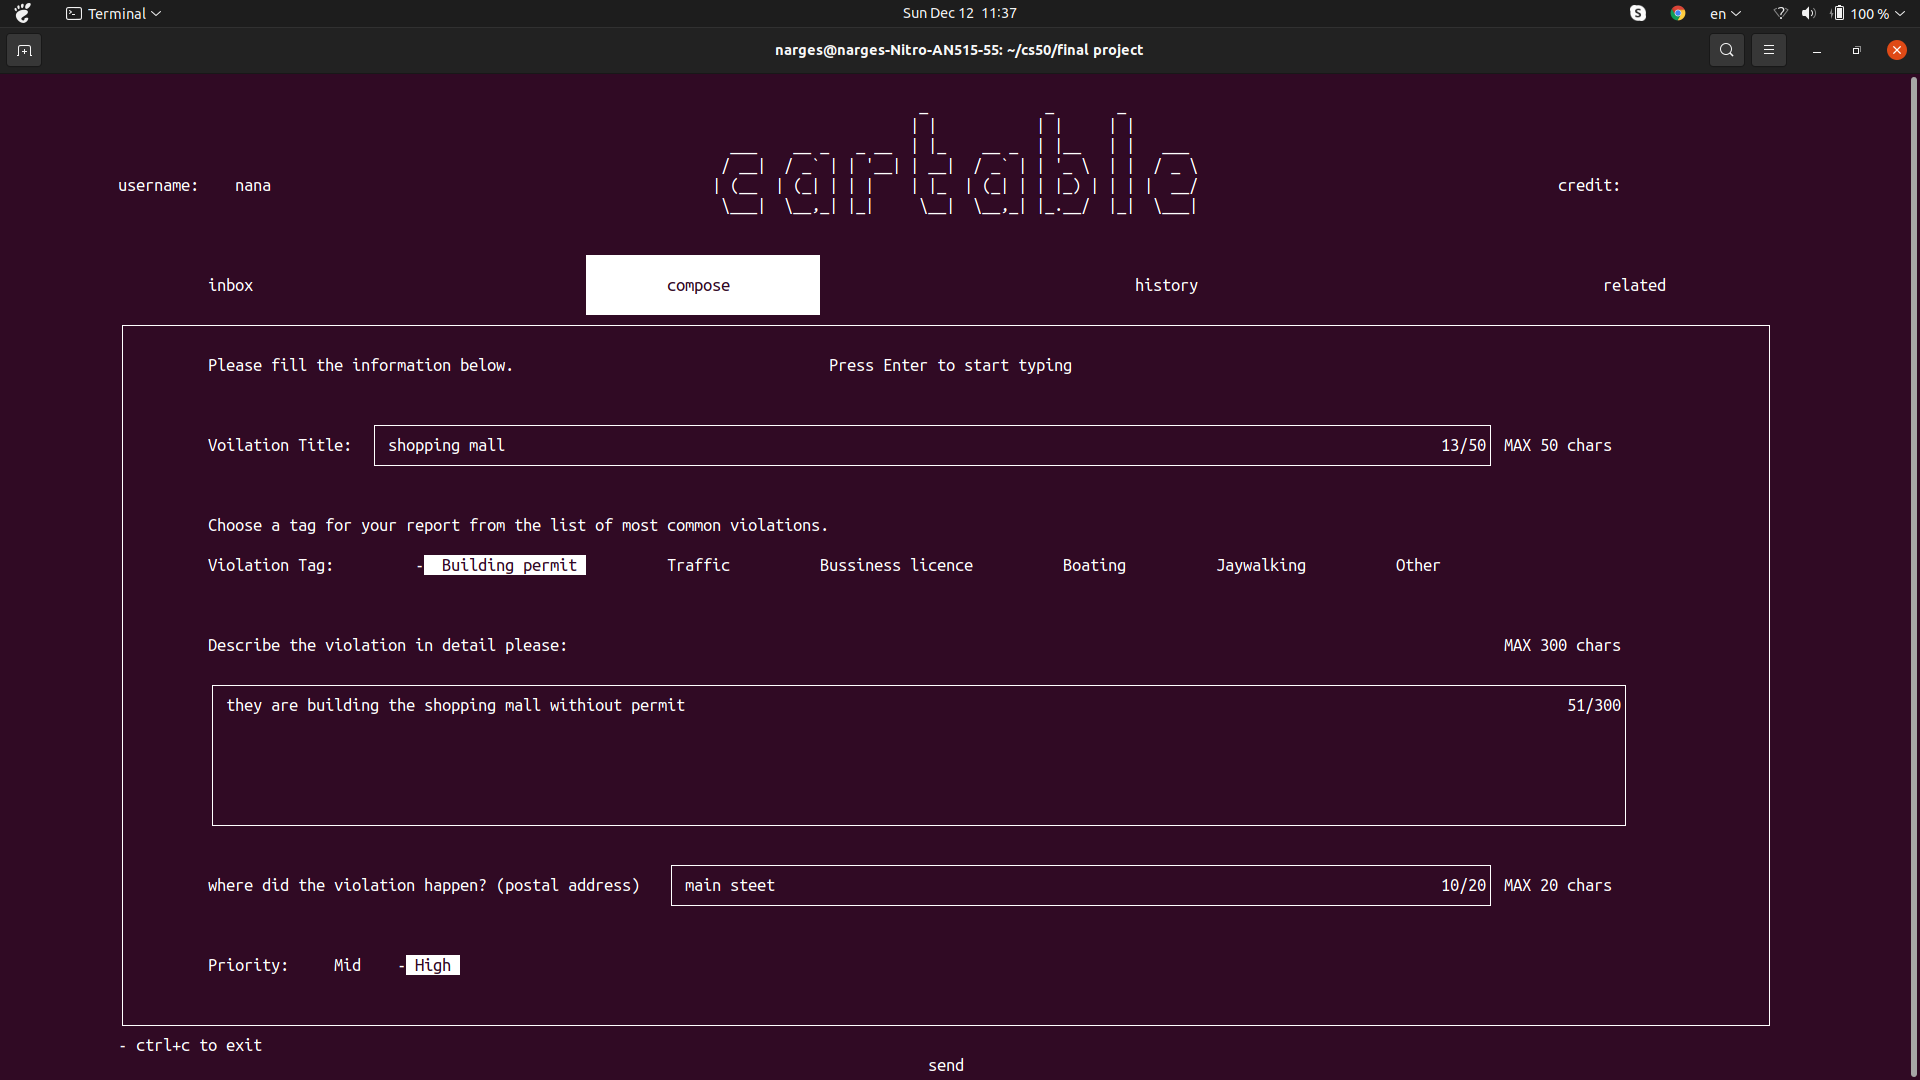 Terminal
Sun Dec 12 11:37
en
100 %
narges@narges-Nitro-AN515-55: ~/cs50/final project
cartable
username: nana
credit:
inbox compose history related
Please fill the information below. Press Enter to start typing
Voilation Title: shopping mall 13/50 MAX 50 chars
Choose a tag for your report from the list of most common violations.
Violation Tag: - Building permit Traffic Bussiness licence Boating Jaywalking Other
Describe the violation in detail please: MAX 300 chars
they are building the shopping mall withiout permit 51/300
where did the violation happen? (postal address) main steet 10/20 MAX 20 chars
Priority: Mid - High
- ctrl+c to exit
send